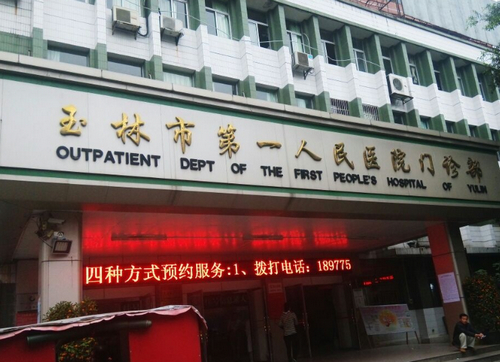 玉林市第一人民医院门诊部
OUTPATIENT DEPT OF THE FIRST PEOPLE'S HOSPITAL OF YULIN
四种方式预约服务:1、拨打电话:189775